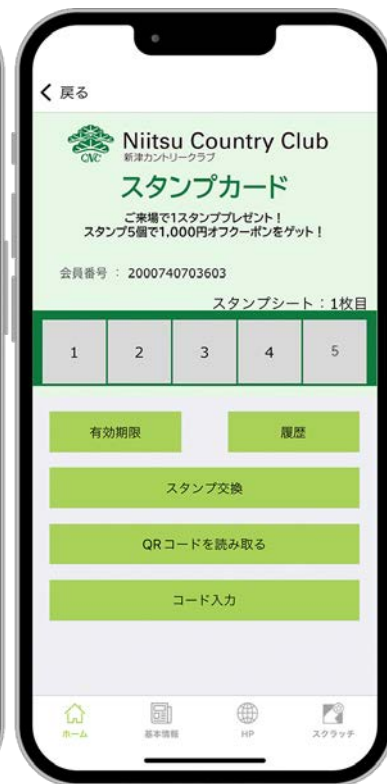 戻る
CNC
Niitsu Country Club
新津カントリークラブ
スタンプカード
ご来場で1スタンププレゼント！
スタンプ5個で1,000円オフクーポンをゲット！
会員番号 : 2000740703603
スタンプシート：1枚目
1 2 3 4 5
有効期限 履歴
スタンプ交換
QRコードを読み取る
コード入力
ホーム 基本情報 HP スクラッチ